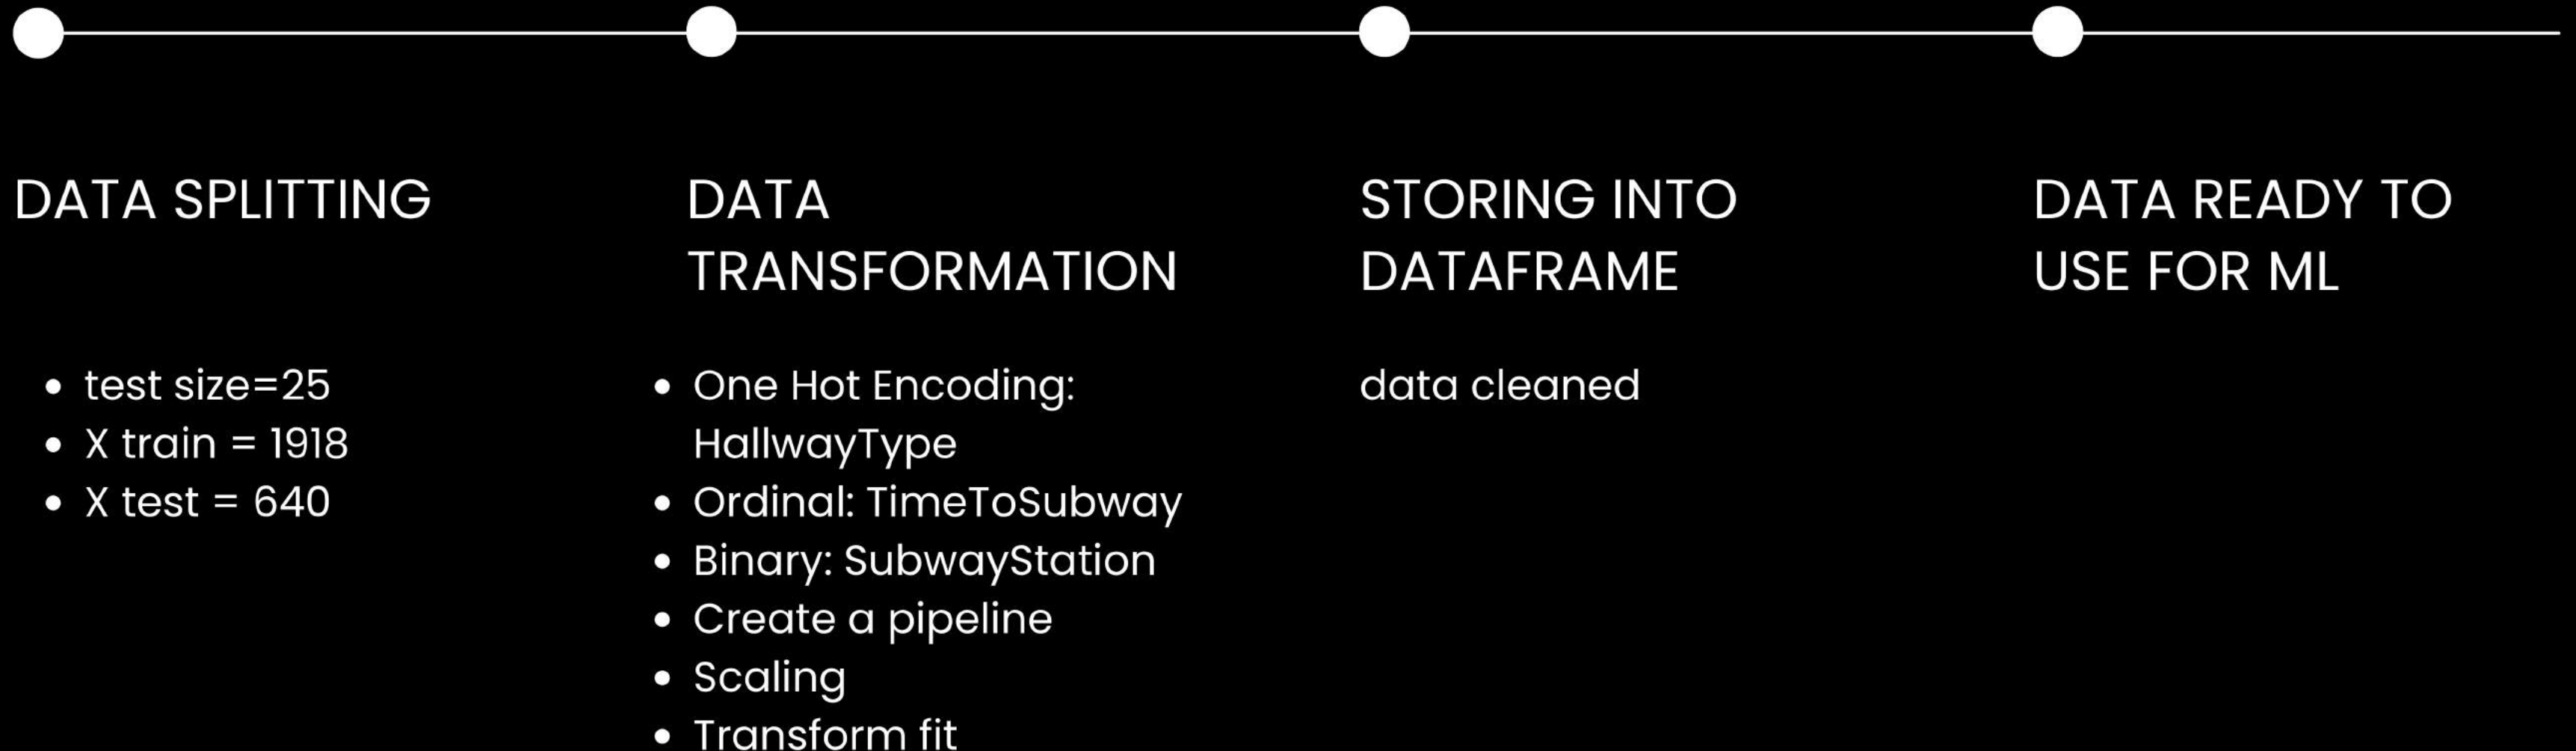 DATA SPLITTING
• test size=25
• X train = 1918
• X test = 640
DATA
TRANSFORMATION
• One Hot Encoding:
HallwayType
• Ordinal: TimeToSubway
• Binary: SubwayStation
• Create a pipeline
• Scaling
• Transform fit
STORING INTO
DATAFRAME
data cleaned
DATA READY TO
USE FOR ML